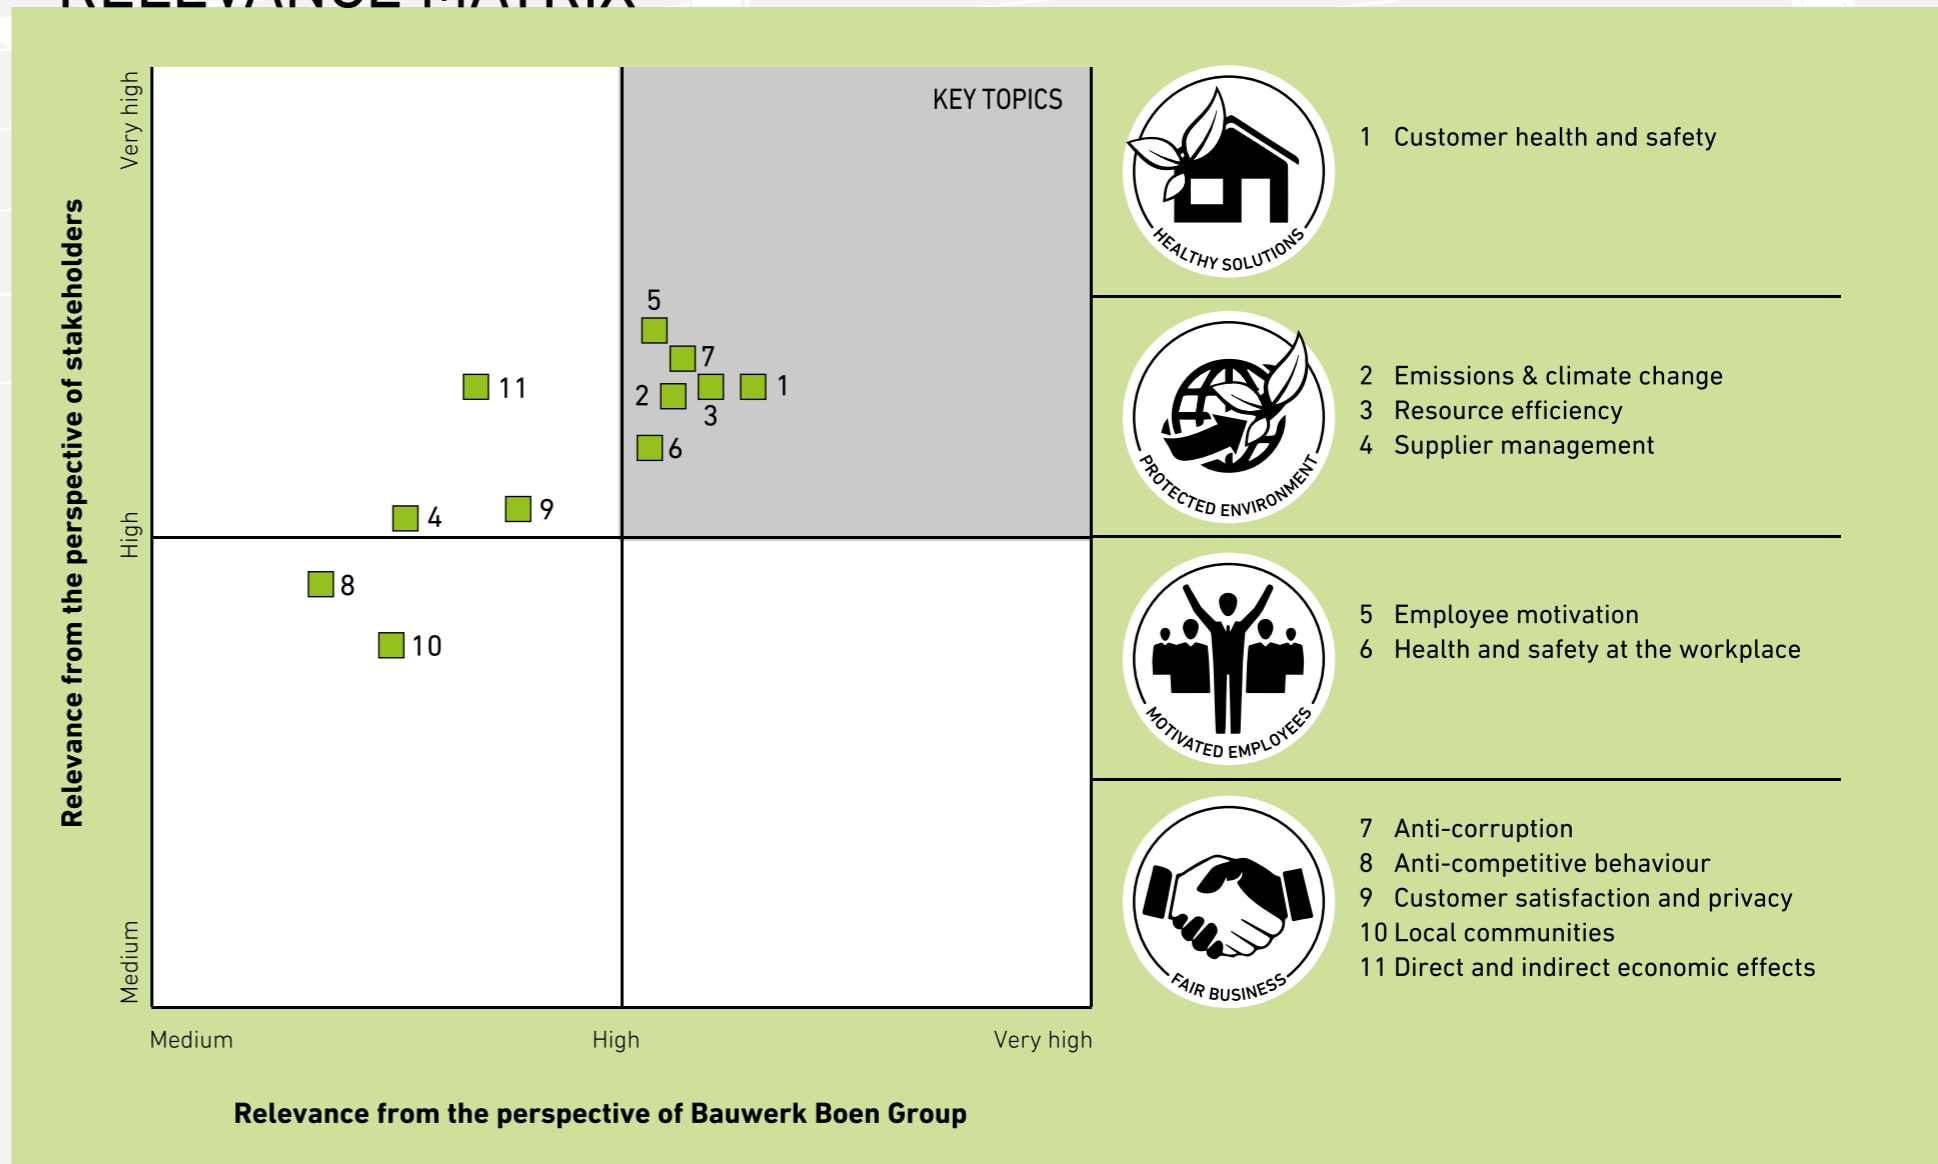 RELEVANCE MATRIX
KEY TOPICS
Very high
High
Medium
Relevance from the perspective of stakeholders
5
7
11
2
3
1
6
4
9
8
10
Medium
High
Very high
Relevance from the perspective of Bauwerk Boen Group
HEALTHY SOLUTIONS
1 Customer health and safety
PROTECTED ENVIRONMENT
2 Emissions & climate change
3 Resource efficiency
4 Supplier management
MOTIVATED EMPLOYEES
5 Employee motivation
6 Health and safety at the workplace
FAIR BUSINESS
7 Anti-corruption
8 Anti-competitive behaviour
9 Customer satisfaction and privacy
10 Local communities
11 Direct and indirect economic effects